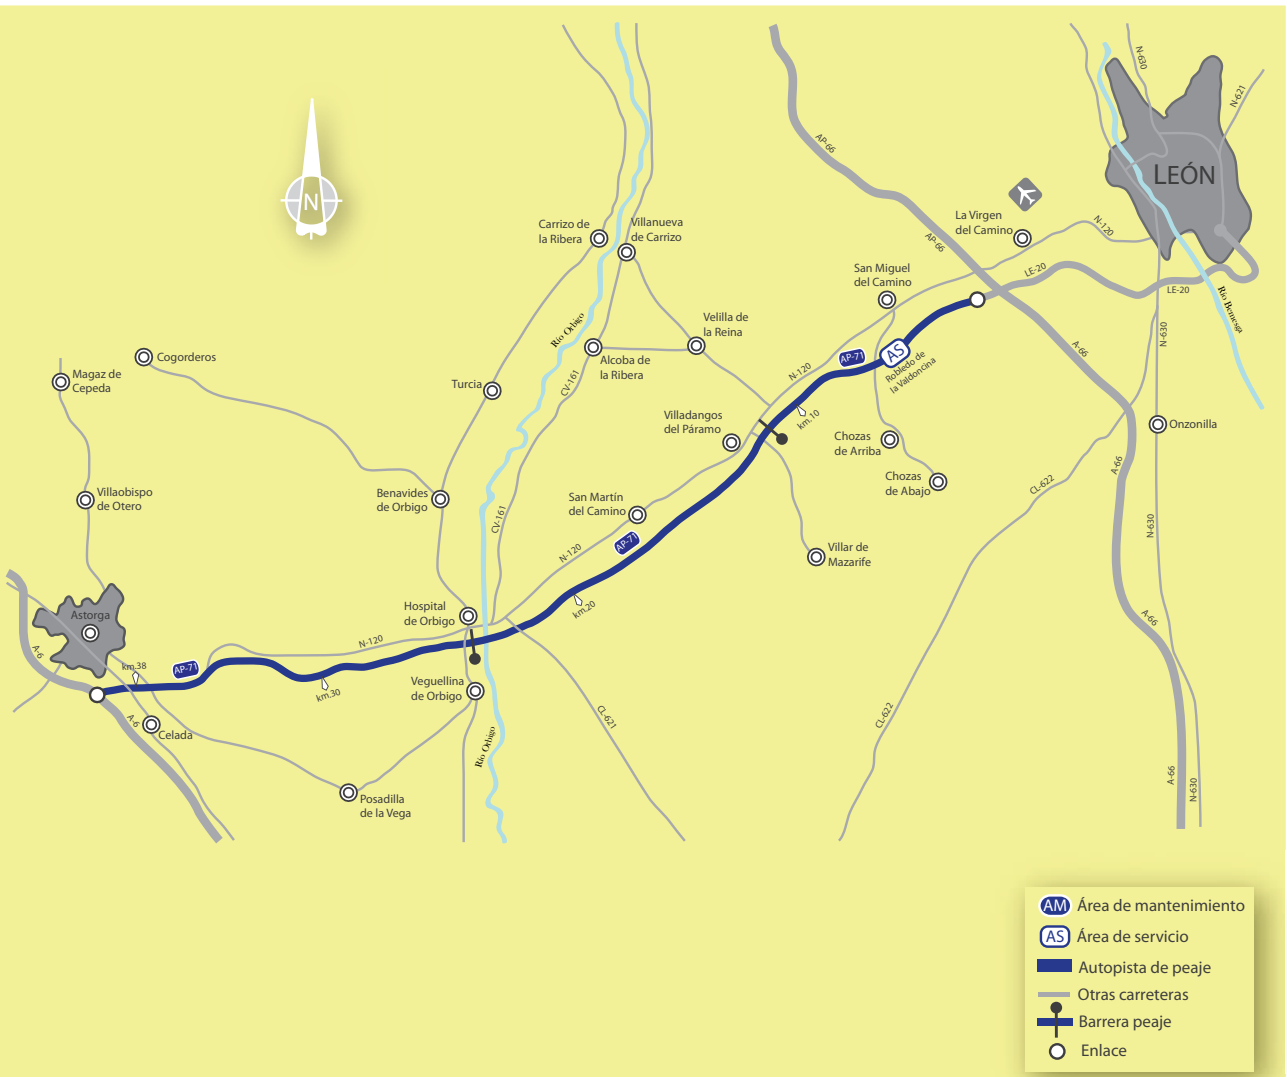 N-630
N-621
AP-66
LEÓN
N
La Virgen
del Camino
N-120
Carrizo de
la Ribera
Villanueva
de Carrizo
AP-66
LE-20
San Miguel
del Camino
LE-20
Río Bernesga
Río Orbigo
Velilla de
la Reina
N-630
A-66
Cogorderos
Alcoba de
la Ribera
AP-71
AS
Robledo de
la Valdoncina
Magaz de
Cepeda
Turcia
CV-161
N-120
km.10
Villadangos
del Páramo
Onzonilla
Chozas
de Arriba
A-66
Chozas
de Abajo
CL-622
Villaobispo
de Otero
Benavides
de Orbigo
San Martín
del Camino
CV-161
N-630
AP-71
N-120
Villar de
Mazarife
Astorga
Hospital
de Orbigo
km.20
A-66
N-120
A-6
km.38
AP-71
km.30
Veguellina
de Orbigo
CL-621
CL-622
A-6
Celada
Río Orbigo
A-66
N-630
Posadilla
de la Vega
AM Área de mantenimiento
AS Área de servicio
Autopista de peaje
Otras carreteras
Barrera peaje
Enlace